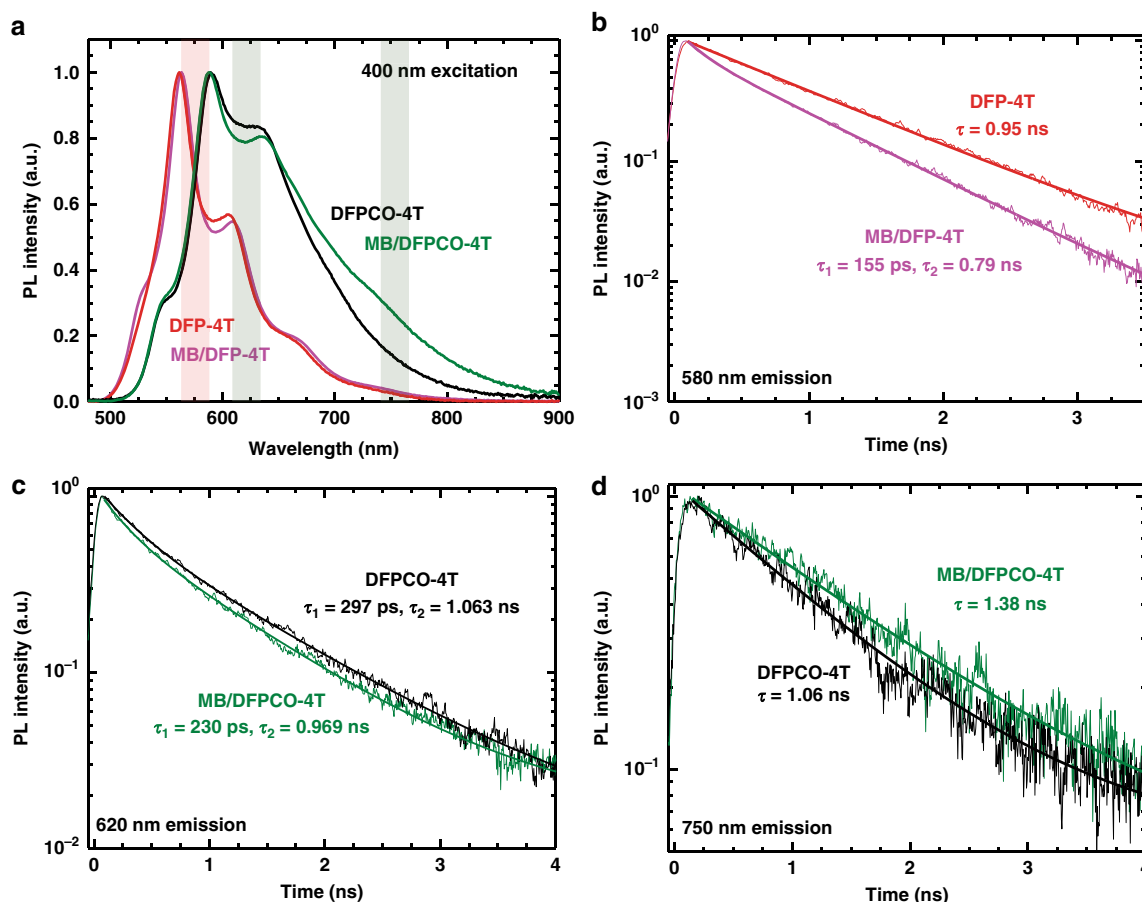 a
400 nm excitation
1.0
0.8
0.6
0.4
0.2
0.0
PL intensity (a.u.)
DFPCO-4T
MB/DFPCO-4T
DFP-4T
MB/DFP-4T
500 600 700 800 900
Wavelength (nm)
b
10⁰
10⁻¹
10⁻²
10⁻³
PL intensity (a.u.)
DFP-4T
τ = 0.95 ns
MB/DFP-4T
τ₁ = 155 ps, τ₂ = 0.79 ns
580 nm emission
0 1 2 3
Time (ns)
c
10⁰
10⁻¹
10⁻²
PL intensity (a.u.)
DFPCO-4T
τ₁ = 297 ps, τ₂ = 1.063 ns
MB/DFPCO-4T
τ₁ = 230 ps, τ₂ = 0.969 ns
620 nm emission
0 1 2 3 4
Time (ns)
d
10⁰
10⁻¹
PL intensity (a.u.)
MB/DFPCO-4T
τ = 1.38 ns
DFPCO-4T
τ = 1.06 ns
750 nm emission
0 1 2 3 4
Time (ns)